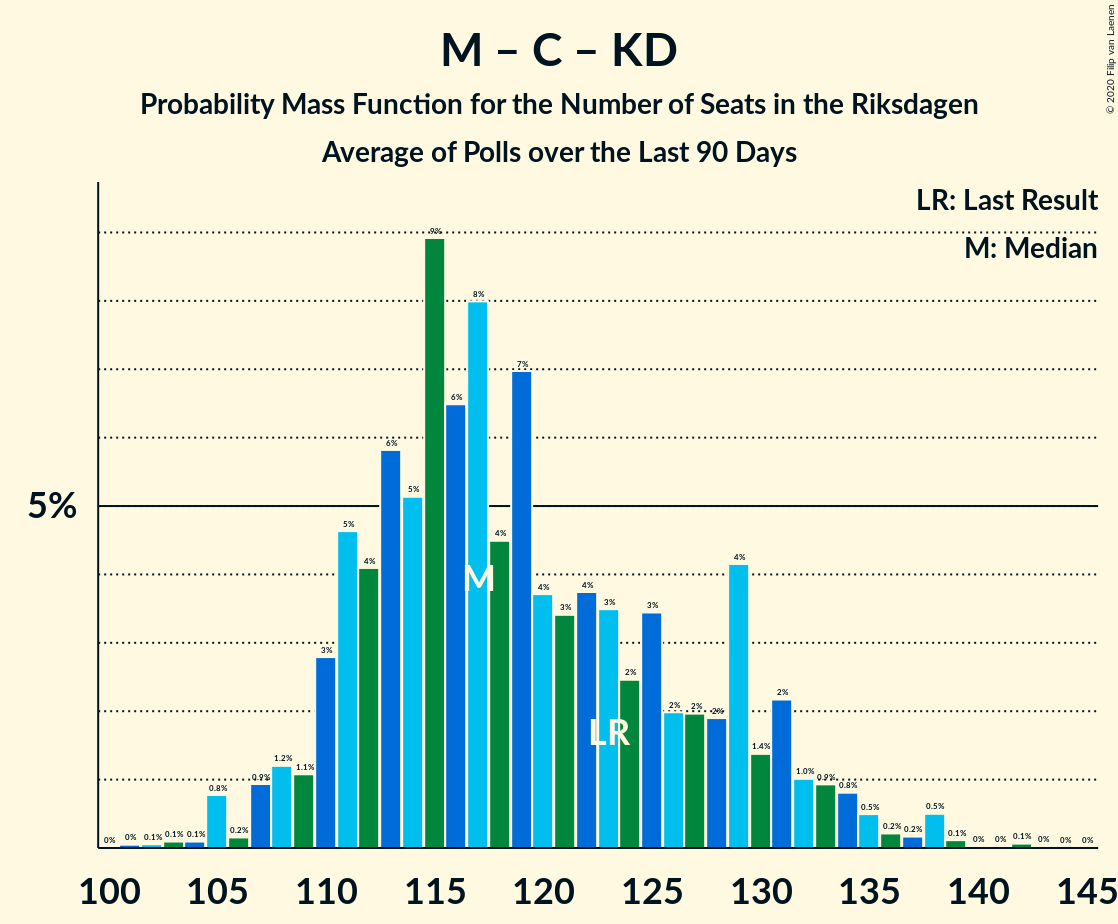 M – C – KD
Probability Mass Function for the Number of Seats in the Riksdagen
Average of Polls over the Last 90 Days
© 2020 Filip van Laenen
LR: Last Result
M: Median
5%
0% 0% 0.1% 0.1% 0.1% 0.8% 0.2% 0.9% 1.2% 1.1% 3% 5% 4% 6% 5% 9% 6% 8% 4% 7% 4% 3% 4% 3% 2% 3% 2% 2% 2% 4% 1.4% 2% 1.0% 0.9% 0.8% 0.5% 0.2% 0.2% 0.5% 0.1% 0% 0% 0.1% 0% 0% 0%
M
LR
100 105 110 115 120 125 130 135 140 145